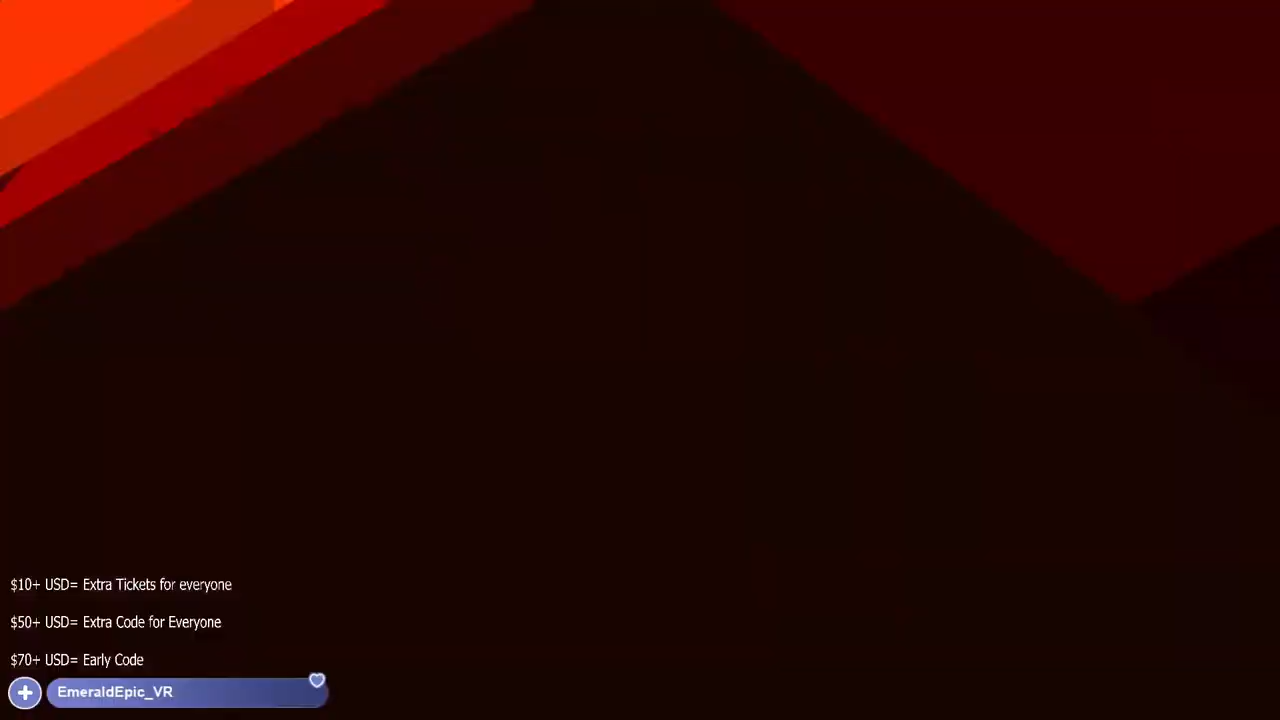 $10+ USD= Extra Tickets for everyone
$50+ USD= Extra Code for Everyone
$70+ USD= Early Code
EmeraldEpic_VR